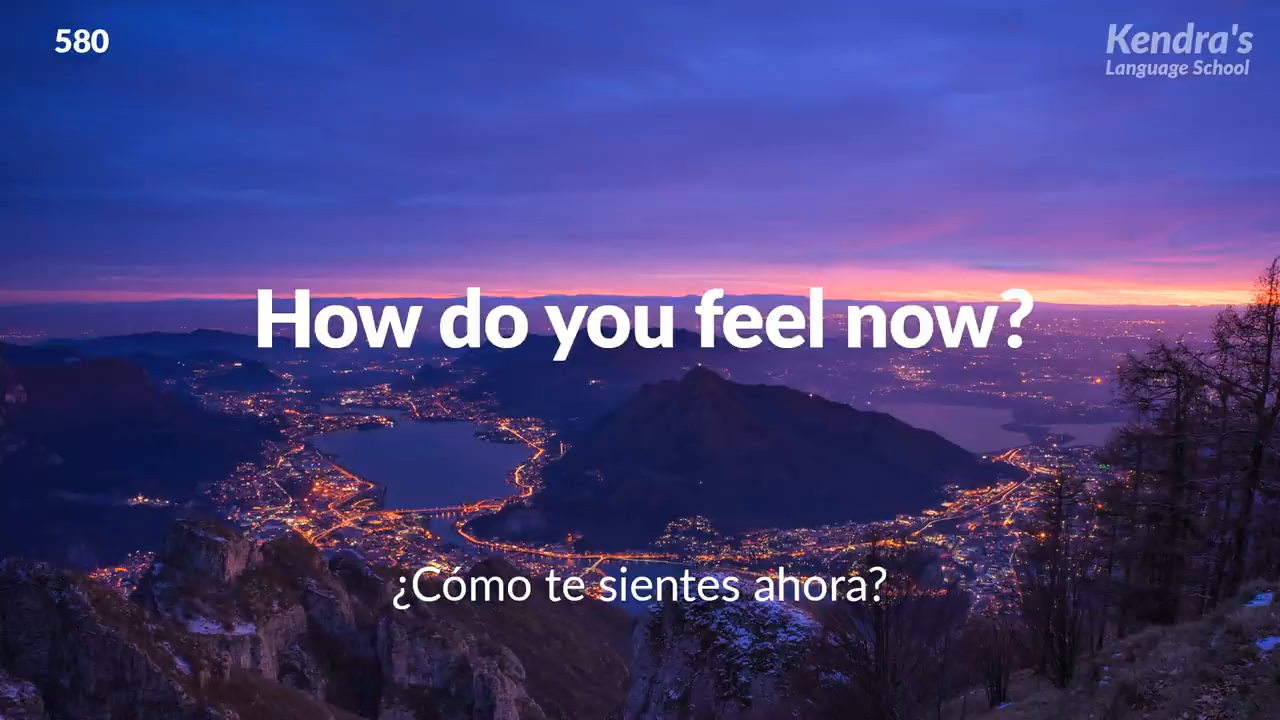 580
Kendra's
Language School
How do you feel now?
¿Cómo te sientes ahora?